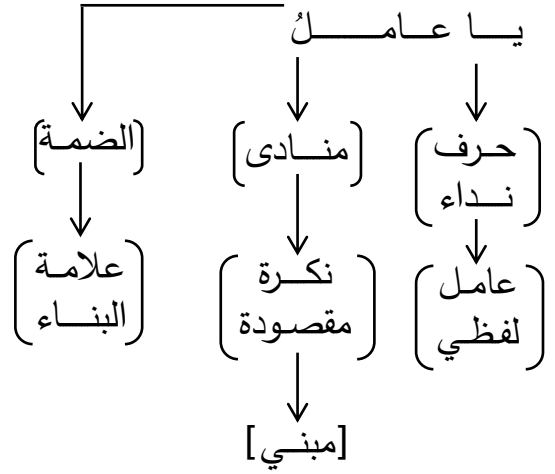 يا عاملُ
حرف
نداء
عامل
لفظي
منادى
نكرة
مقصودة
[مبني]
الضمة
علامة
البناء